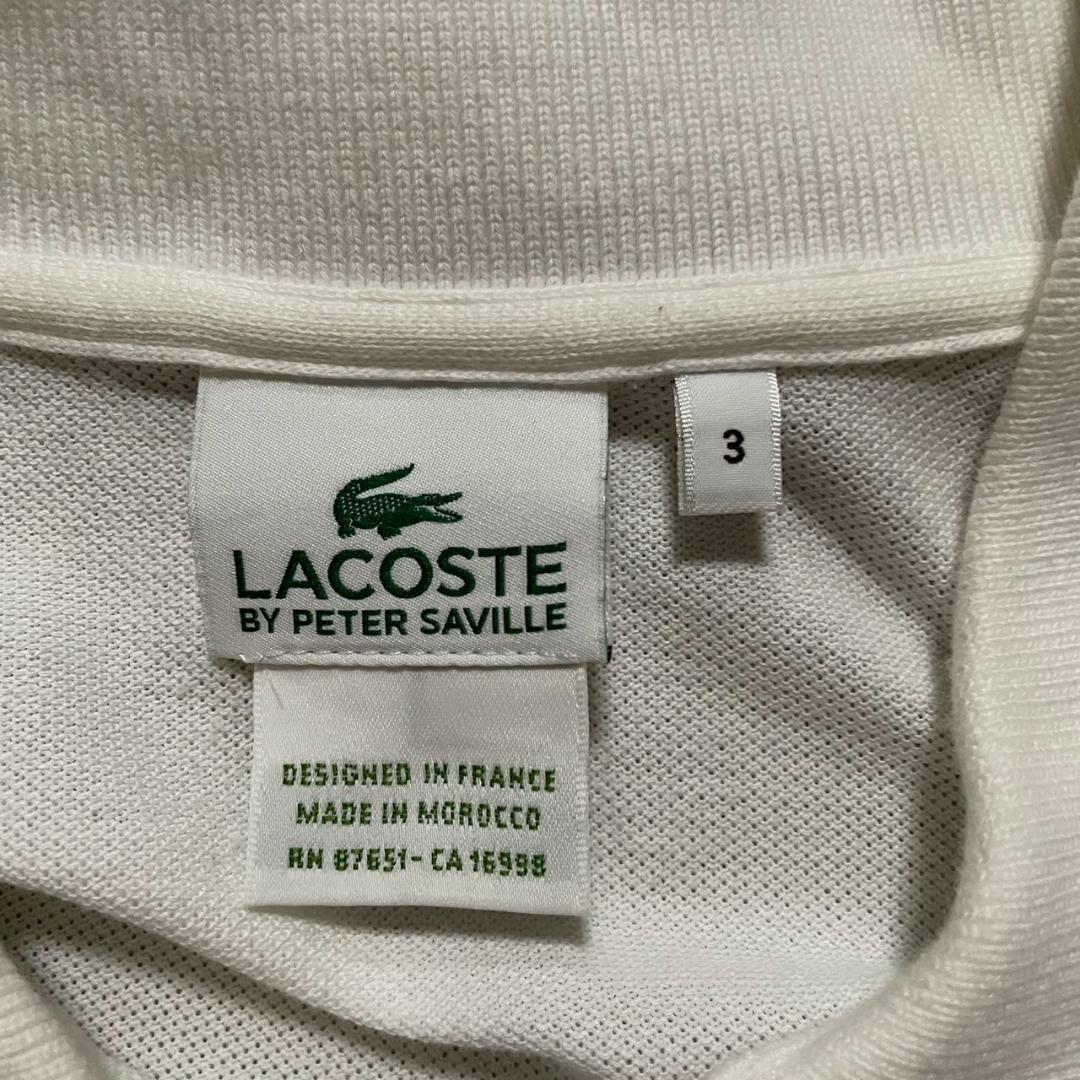 LACOSTE
BY PETER SAVILLE
3
DESIGNED IN FRANCE
MADE IN MOROCCO
RN 87651 - CA 16998